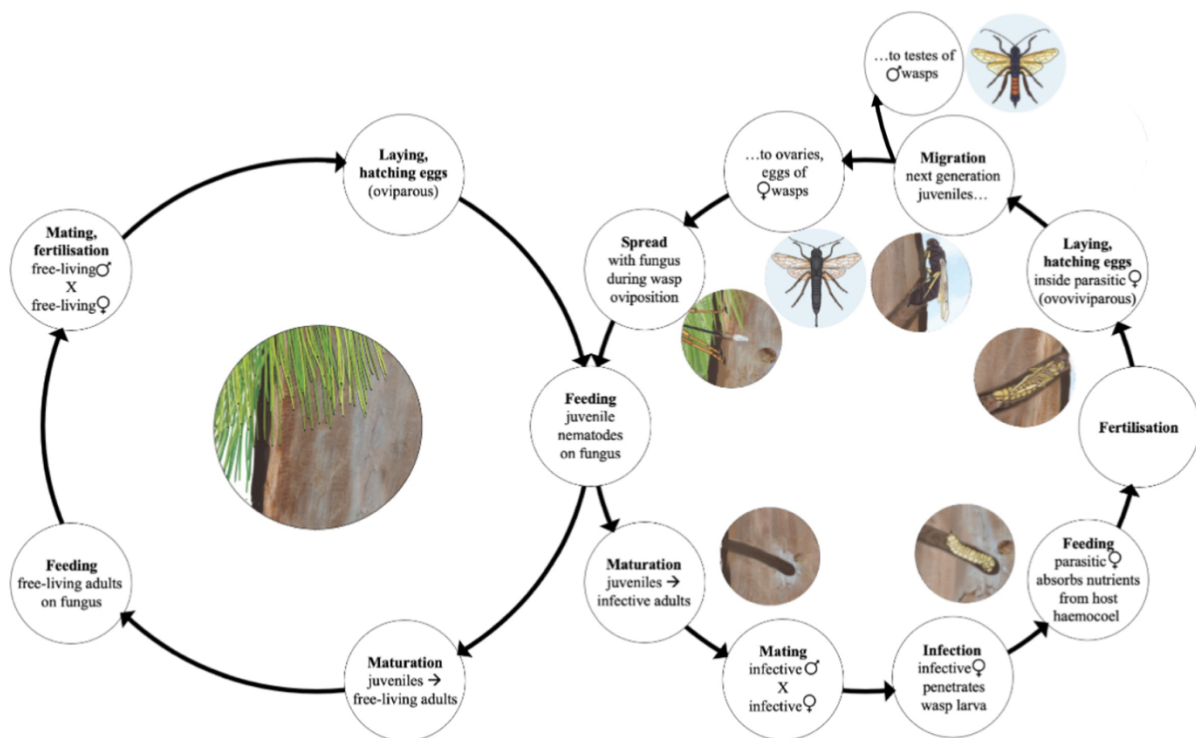 …to testes of
♂wasps
Laying,
hatching eggs
(oviparous)
…to ovaries,
eggs of
♀wasps
Migration
next generation
juveniles…
Mating,
fertilisation
free-living♂
X
free-living♀
Spread
with fungus
during wasp
oviposition
Laying,
hatching eggs
inside parasitic ♀
(ovoviviparous)
Feeding
juvenile
nematodes
on fungus
Fertilisation
Feeding
free-living adults
on fungus
Maturation
juveniles →
infective adults
Feeding
parasitic ♀
absorbs nutrients
from host
haemocoel
Maturation
juveniles →
free-living adults
Mating
infective ♂
X
infective ♀
Infection
infective♀
penetrates
wasp larva